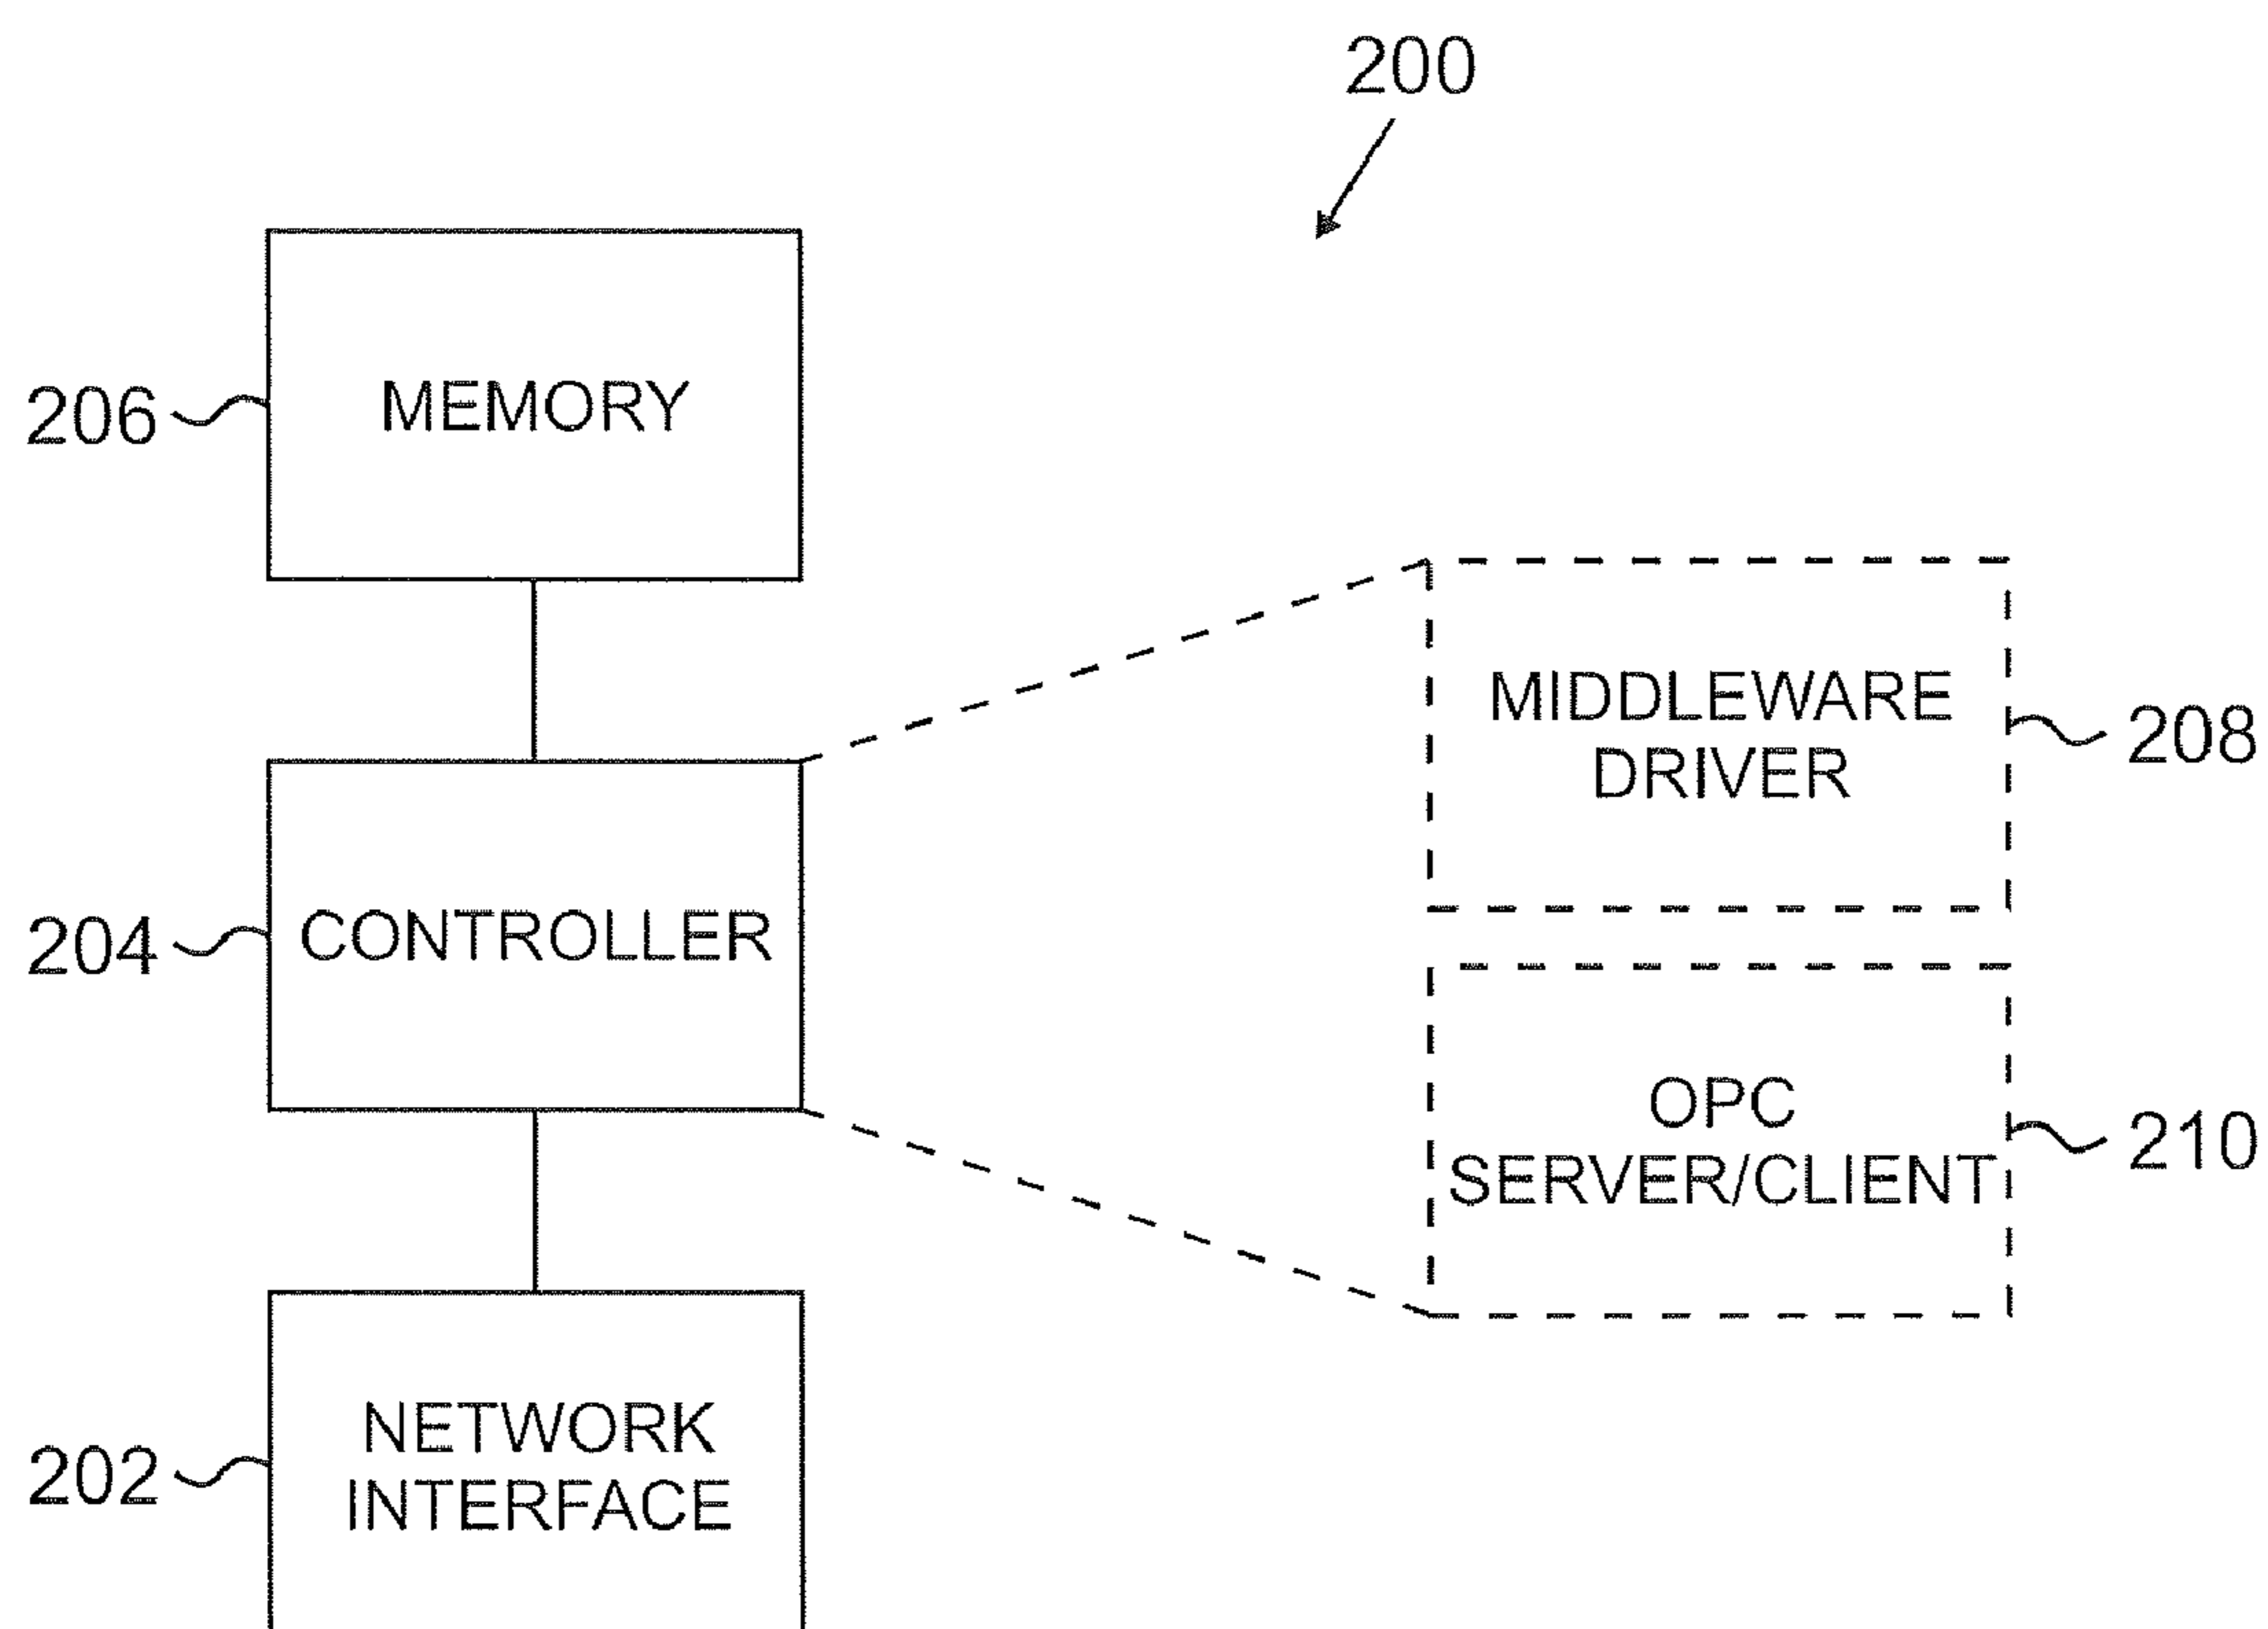 200
206
MEMORY
MIDDLEWARE
DRIVER
208
204
CONTROLLER
OPC
SERVER/CLIENT
210
202
NETWORK
INTERFACE